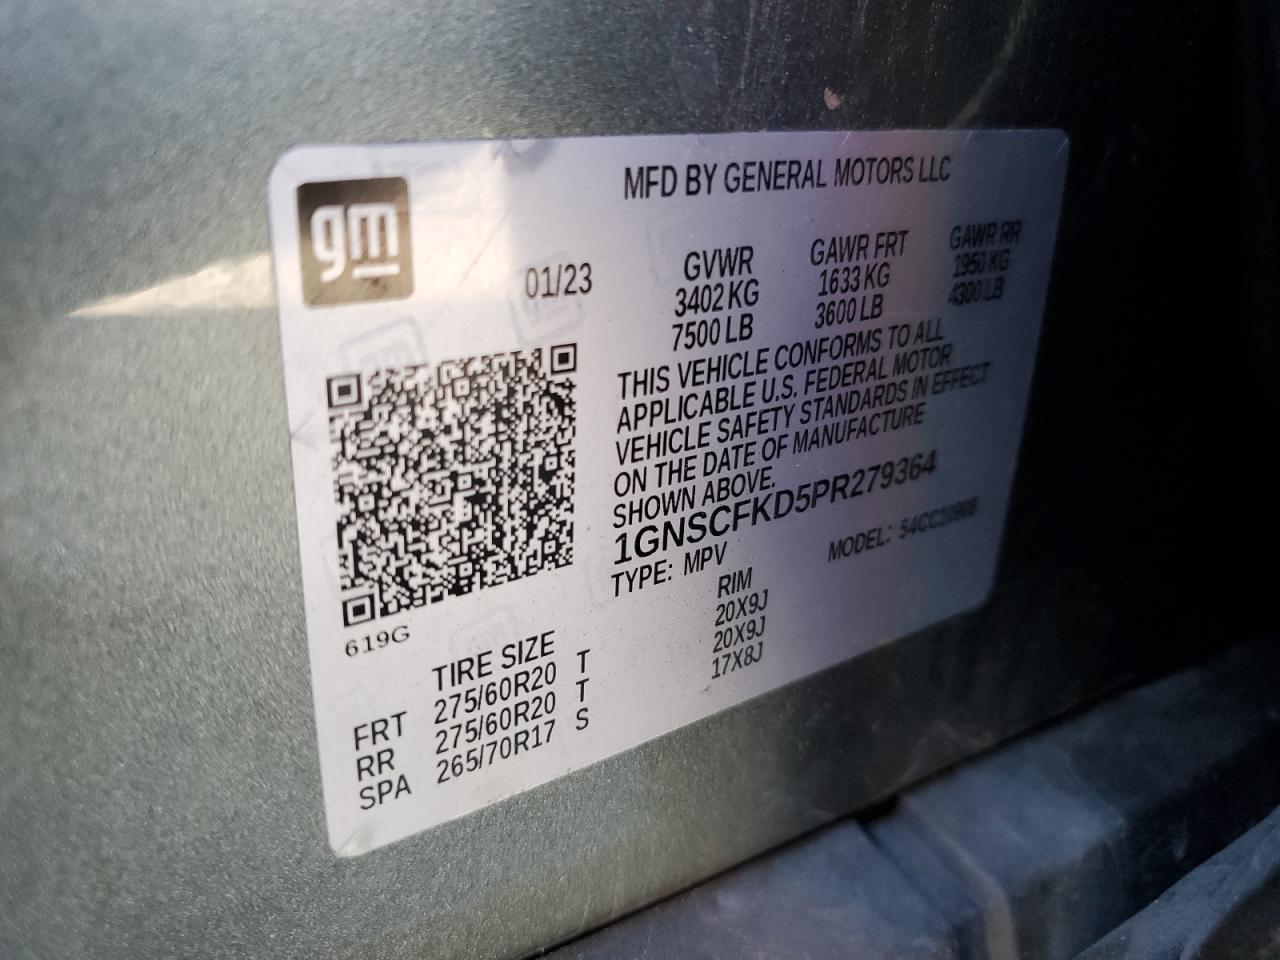 MFD BY GENERAL MOTORS LLC
gm
01/23
GVWR GAWR FRT GAWR RR
3402 KG 1633 KG 1950 KG
7500 LB 3600 LB 4300 LB
THIS VEHICLE CONFORMS TO ALL
APPLICABLE U.S. FEDERAL MOTOR
VEHICLE SAFETY STANDARDS IN EFFECT
ON THE DATE OF MANUFACTURE
SHOWN ABOVE.
1GNSCFKD5PR279364
TYPE: MPV MODEL:
619G
TIRE SIZE RIM
FRT 275/60R20 T 20X9J
RR 275/60R20 T 20X9J
SPA 265/70R17 S 17X8J